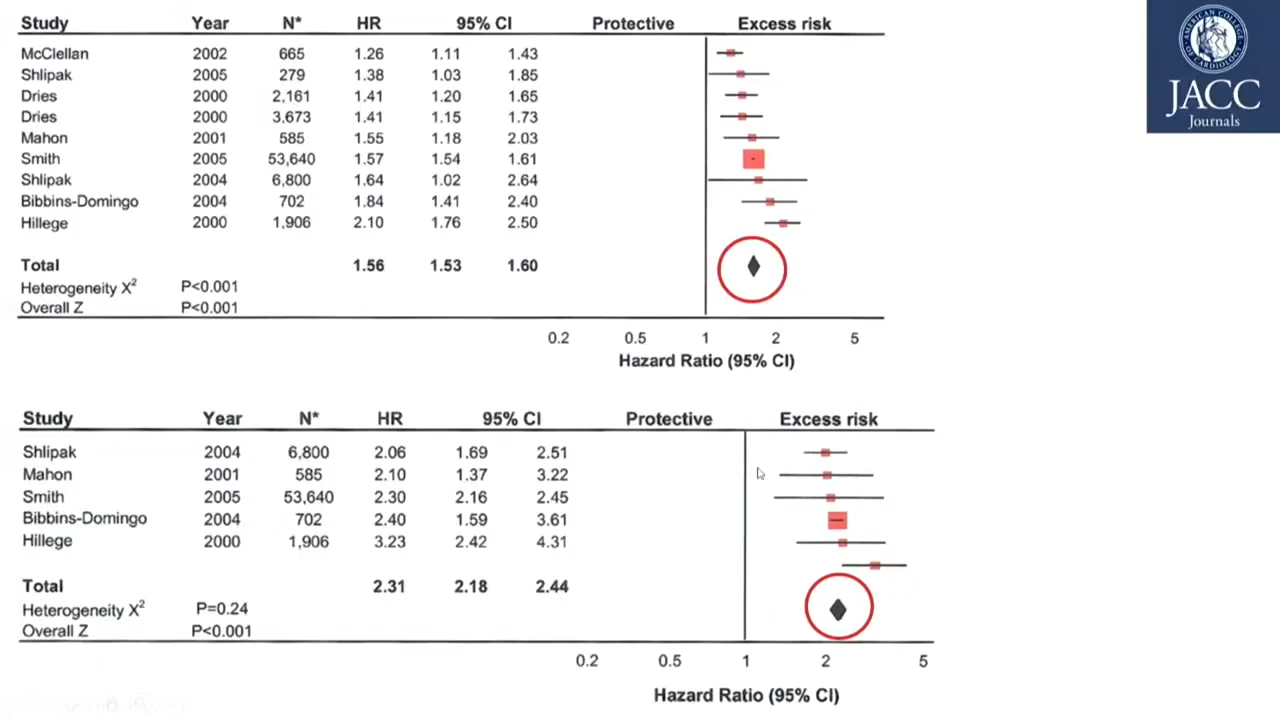 Study Year N* HR 95% CI Protective Excess risk
McClellan 2002 665 1.26 1.11 1.43
Shlipak 2005 279 1.38 1.03 1.85
Dries 2000 2,161 1.41 1.20 1.65
Dries 2000 3,673 1.41 1.15 1.73
Mahon 2001 585 1.55 1.18 2.03
Smith 2005 53,640 1.57 1.54 1.61
Shlipak 2004 6,800 1.64 1.02 2.64
Bibbins-Domingo 2004 702 1.84 1.41 2.40
Hillege 2000 1,906 2.10 1.76 2.50
Total 1.56 1.53 1.60
Heterogeneity X² P<0.001
Overall Z P<0.001
0.2 0.5 1 2 5
Hazard Ratio (95% CI)
AMERICAN COLLEGE OF CARDIOLOGY
JACC
Journals
Study Year N* HR 95% CI Protective Excess risk
Shlipak 2004 6,800 2.06 1.69 2.51
Mahon 2001 585 2.10 1.37 3.22
Smith 2005 53,640 2.30 2.16 2.45
Bibbins-Domingo 2004 702 2.40 1.59 3.61
Hillege 2000 1,906 3.23 2.42 4.31
Total 2.31 2.18 2.44
Heterogeneity X² P=0.24
Overall Z P<0.001
0.2 0.5 1 2 5
Hazard Ratio (95% CI)